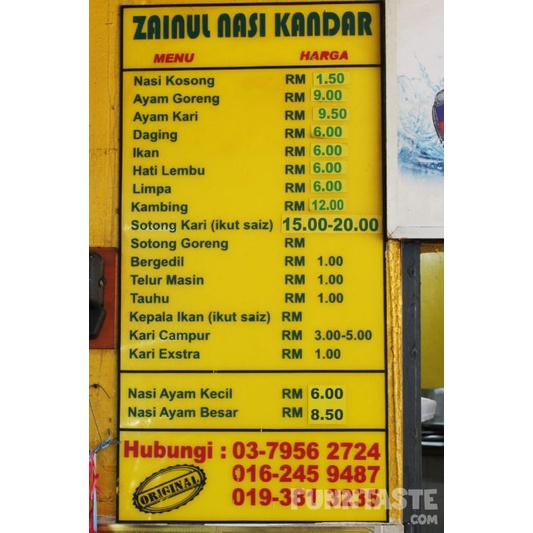 ZAINUL NASI KANDAR
MENU HARGA
Nasi Kosong RM 1.50
Ayam Goreng RM 9.00
Ayam Kari RM 9.50
Daging RM 6.00
Ikan RM 6.00
Hati Lembu RM 6.00
Limpa RM 6.00
Kambing RM 12.00
Sotong Kari (ikut saiz) 15.00-20.00
Sotong Goreng RM
Bergedil RM 1.00
Telur Masin RM 1.00
Tauhu RM 1.00
Kepala Ikan (ikut saiz) RM
Kari Campur RM 3.00-5.00
Kari Exstra RM 1.00
Nasi Ayam Kecil RM 6.00
Nasi Ayam Besar RM 8.50
Hubungi : 03-7956 2724
016-245 9487
ORIGINAL
.COM